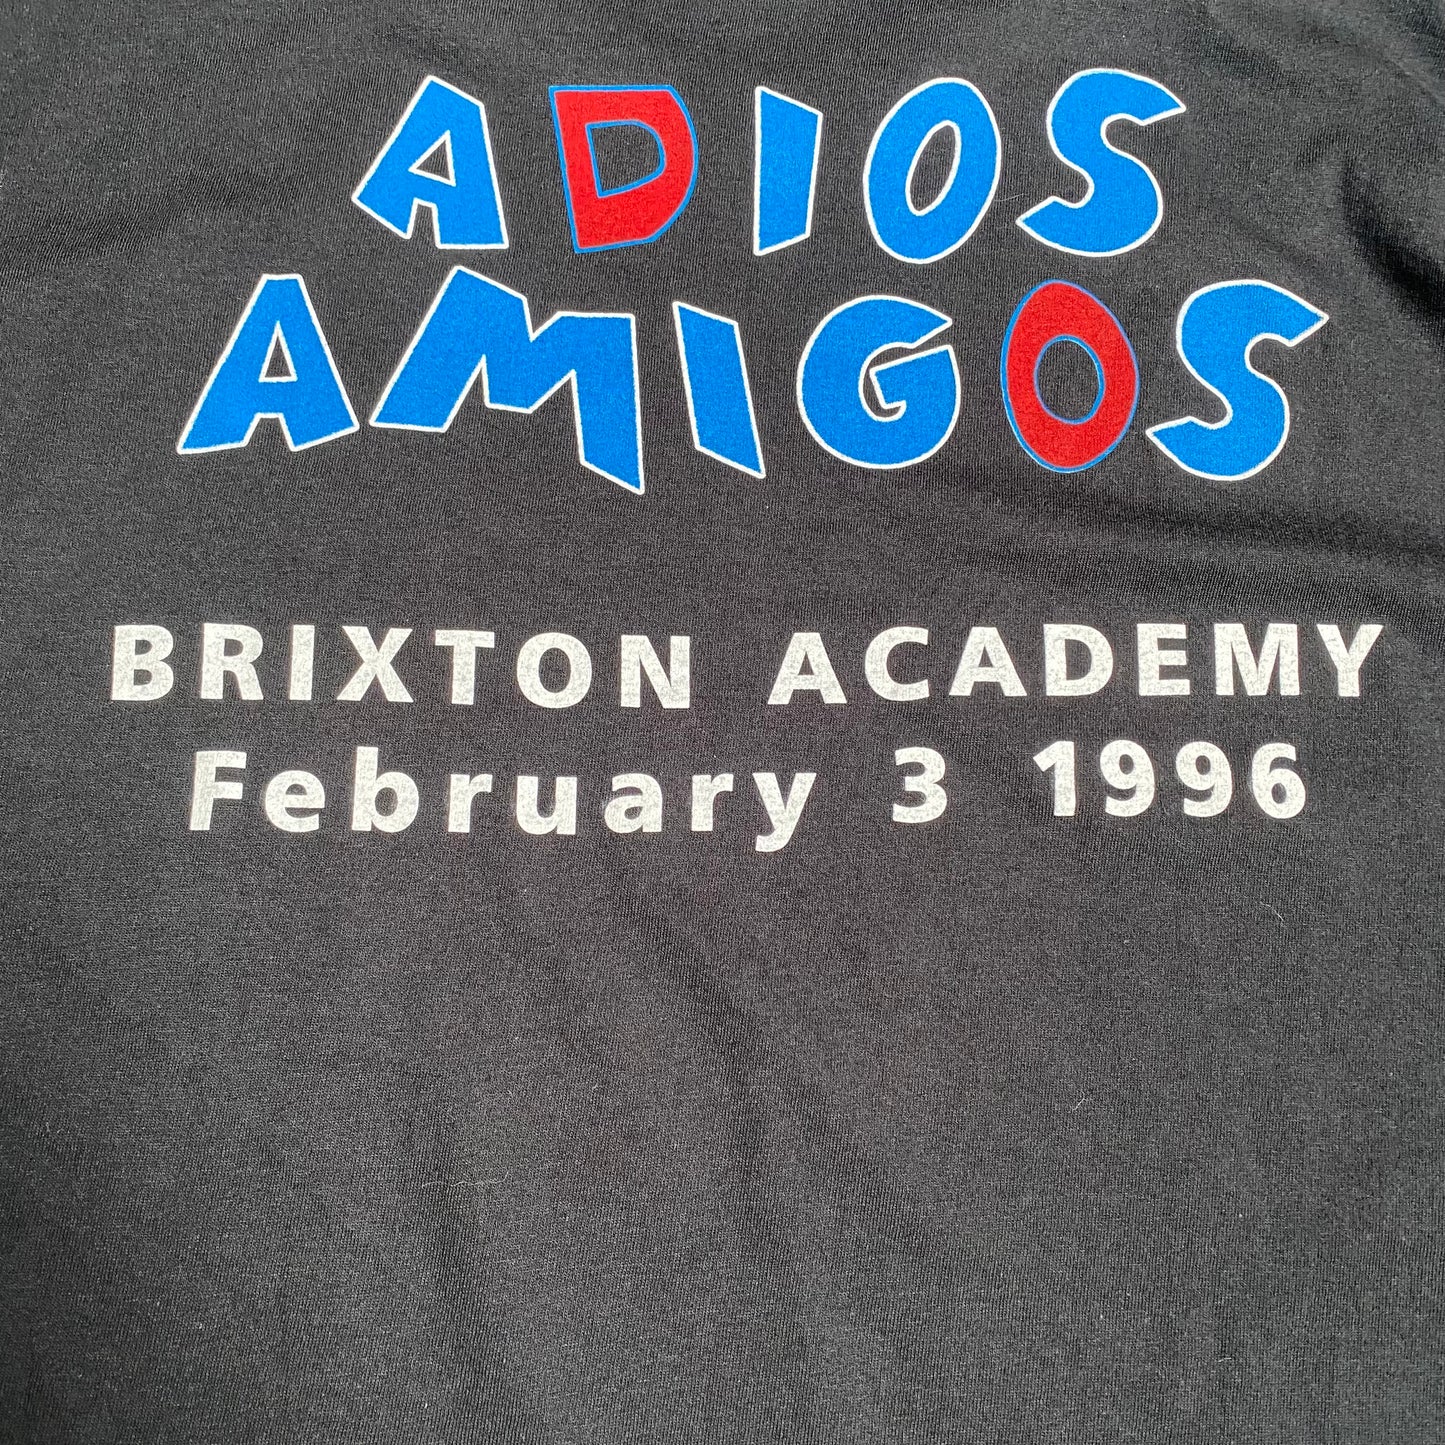 ADIOS
AMIGOS
BRIXTON ACADEMY
February 3 1996